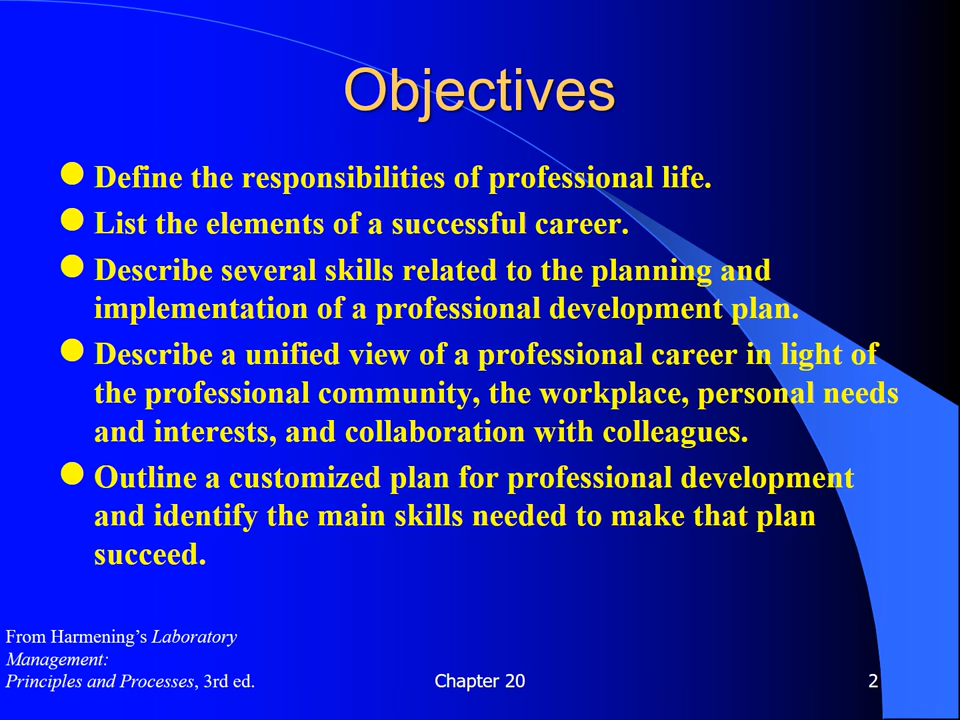 Objectives
Define the responsibilities of professional life.
List the elements of a successful career.
Describe several skills related to the planning and
implementation of a professional development plan.
Describe a unified view of a professional career in light of
the professional community, the workplace, personal needs
and interests, and collaboration with colleagues.
Outline a customized plan for professional development
and identify the main skills needed to make that plan
succeed.
From Harmening’s Laboratory
Management:
Principles and Processes, 3rd ed.
Chapter 20
2